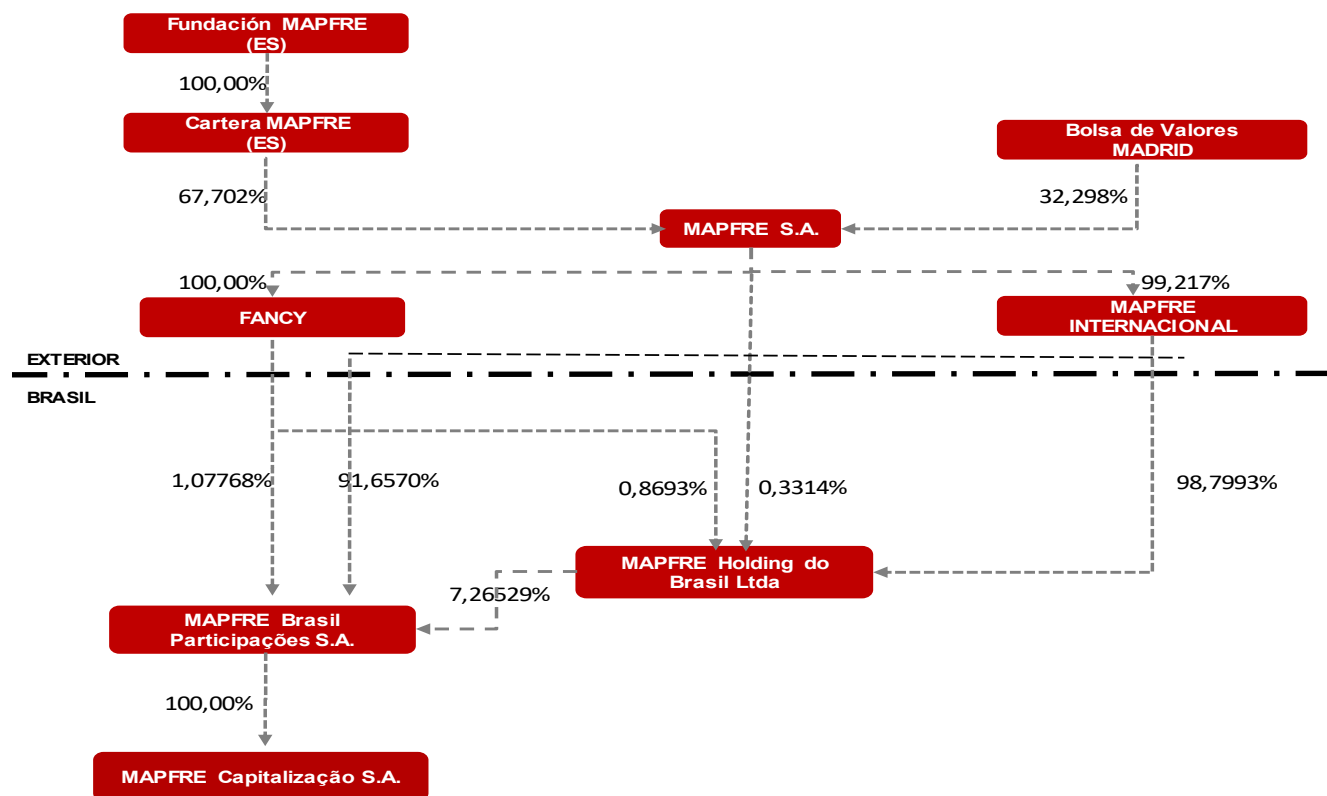 Fundación MAPFRE
(ES)
100,00%
Cartera MAPFRE
(ES)
Bolsa de Valores
MADRID
67,702%
32,298%
MAPFRE S.A.
100,00%
99,217%
FANCY
MAPFRE
INTERNACIONAL
EXTERIOR
BRASIL
1,07768%
91,6570%
0,8693%
0,3314%
98,7993%
MAPFRE Holding do
Brasil Ltda
7,26529%
MAPFRE Brasil
Participações S.A.
100,00%
MAPFRE Capitalização S.A.